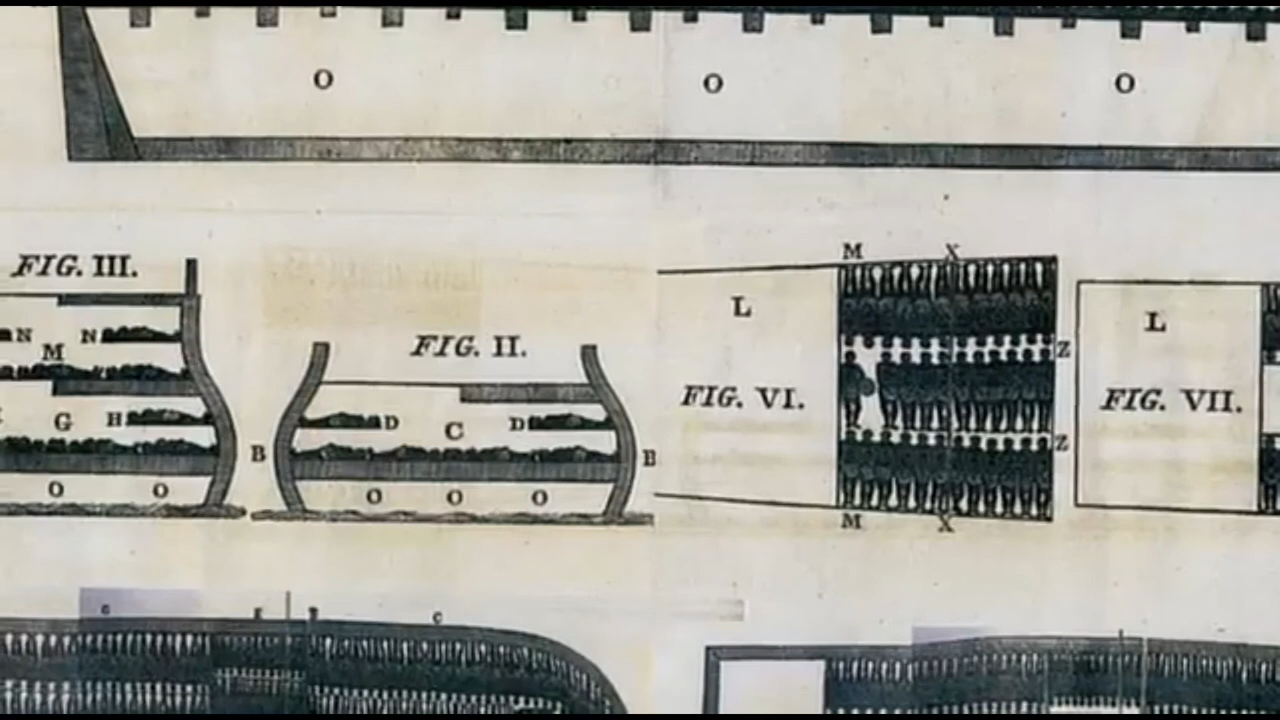 O O O
FIG. III.
N N
M
G H
O O
FIG. II.
D D
C
B B
O O O
M X
L
Z
FIG. VI.
Z
M X
L
FIG. VII.